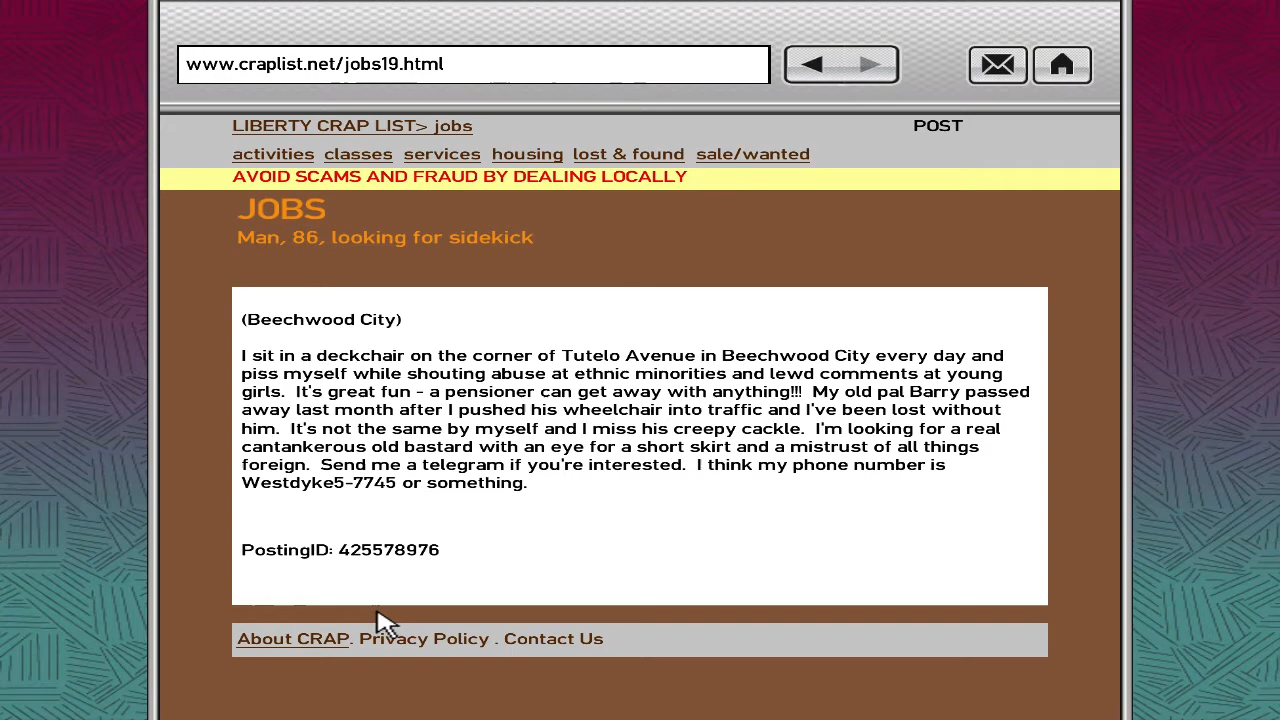 www.craplist.net/jobs19.html
LIBERTY CRAP LIST> jobs POST
activities classes services housing lost & found sale/wanted
AVOID SCAMS AND FRAUD BY DEALING LOCALLY
JOBS
Man, 86, looking for sidekick
(Beechwood City)
I sit in a deckchair on the corner of Tutelo Avenue in Beechwood City every day and
piss myself while shouting abuse at ethnic minorities and lewd comments at young
girls. It's great fun - a pensioner can get away with anything!!! My old pal Barry passed
away last month after I pushed his wheelchair into traffic and I've been lost without
him. It's not the same by myself and I miss his creepy cackle. I'm looking for a real
cantankerous old bastard with an eye for a short skirt and a mistrust of all things
foreign. Send me a telegram if you're interested. I think my phone number is
Westdyke5-7745 or something.
PostingID: 425578976
About CRAP. Privacy Policy . Contact Us